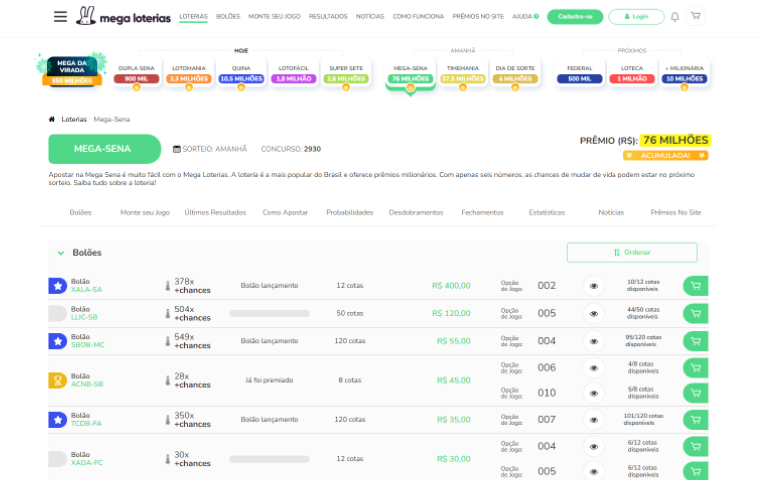 mega loterias
LOTERIAS BOLÕES MONTE SEU JOGO RESULTADOS NOTÍCIAS COMO FUNCIONA PRÊMIOS NO SITE AJUDA
Cadastre-se
Login
HOJE AMANHÃ PRÓXIMOS
MEGA DA VIRADA
850 MILHÕES
DUPLA SENA LOTOMANIA QUINA LOTOFÁCIL SUPER SETE MEGA-SENA TIMEMANIA DIA DE SORTE FEDERAL LOTECA + MILIONÁRIA
900 MIL 3,3 MILHÕES 10,5 MILHÕES 1,8 MILHÃO 2,8 MILHÕES 76 MILHÕES 37,5 MILHÕES 4 MILHÕES 500 MIL 1 MILHÃO 10 MILHÕES
Loterias Mega-Sena
MEGA-SENA
SORTEIO: AMANHÃ CONCURSO: 2930
PRÊMIO (R$): 76 MILHÕES
ACUMULADA!
Apostar na Mega Sena é muito fácil com o Mega Loterias. A loteria é a mais popular do Brasil e oferece prêmios milionários. Com apenas seis números, as chances de mudar de vida podem estar no próximo
sorteio. Saiba tudo sobre a loteria!
Bolões Monte seu Jogo Últimos Resultados Como Apostar Probabilidades Desdobramentos Fechamentos Estatísticas Notícias Prêmios No Site
Bolões
Ordenar
Bolão XALA-SA 378x +chances Bolão lançamento 12 cotas R$ 400,00 Opção de Jogo: 002 10/12 cotas disponíveis
Bolão LLIC-SB 504x +chances 50 cotas R$ 120,00 Opção de Jogo: 005 44/50 cotas disponíveis
Bolão SBOB-MC 549x +chances Bolão lançamento 120 cotas R$ 55,00 Opção de Jogo: 004 95/120 cotas disponíveis
Bolão ACNB-SB 28x +chances Já foi premiado 8 cotas R$ 45,00 Opção de Jogo: 006 4/8 cotas disponíveis
Opção de Jogo: 010 5/8 cotas disponíveis
Bolão TCDB-FA 350x +chances Bolão lançamento 120 cotas R$ 35,00 Opção de Jogo: 007 101/120 cotas disponíveis
Bolão XADA-FC 30x +chances 12 cotas R$ 30,00 Opção de Jogo: 004 6/12 cotas disponíveis
Opção de Jogo: 005 6/12 cotas disponíveis